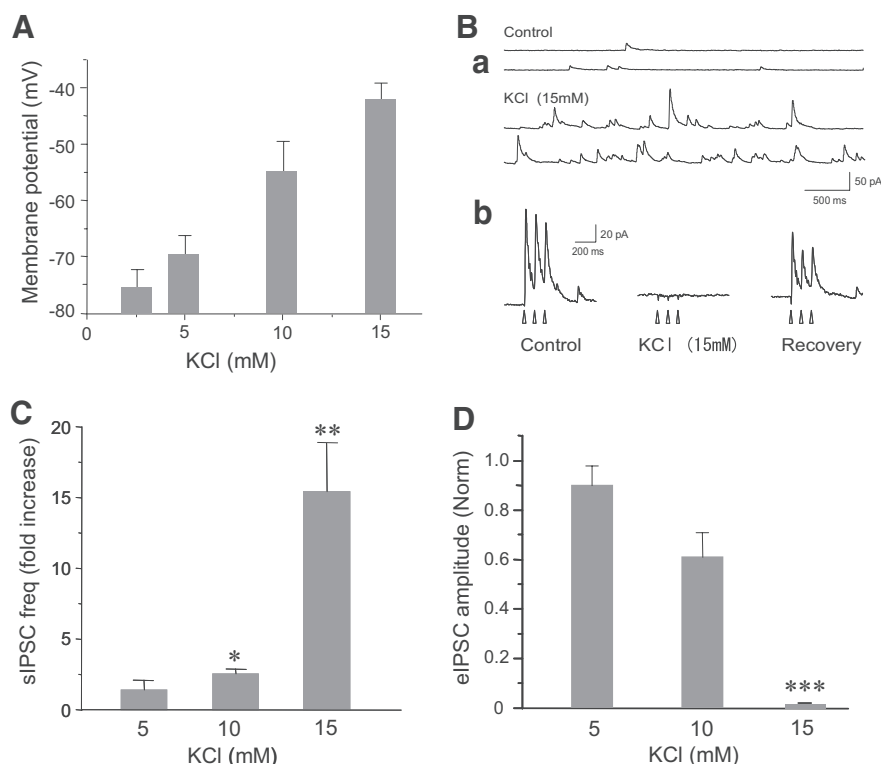 A
Membrane potential (mV)
-40
-50
-60
-70
-80
0
5
10
15
KCl (mM)
B
a
Control
KCl (15mM)
50 pA
500 ms
b
20 pA
200 ms
Control
KCl (15mM)
Recovery
C
sIPSC freq (fold increase)
20
15
10
5
0
*
**
5
10
15
KCl (mM)
D
eIPSC amplitude (Norm)
1.0
0
0.6
0.4
0.2
0
***
5
10
15
KCl (mM)